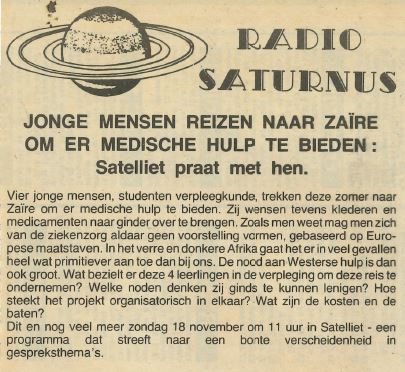 RADIO
SATURNUS
JONGE MENSEN REIZEN NAAR ZAÏRE
OM ER MEDISCHE HULP TE BIEDEN :
Satelliet praat met hen.
Vier jonge mensen, studenten verpleegkunde, trekken deze zomer naar
Zaïre om er medische hulp te bieden. Zij wensen tevens klederen en
medicamenten naar ginder over te brengen. Zoals men weet mag men zich
van de ziekenzorg aldaar geen voorstelling vormen, gebaseerd op Euro-
pese maatstaven. In het verre en donkere Afrika gaat het er in veel gevallen
heel wat primitiever aan toe dan bij ons. De nood aan Westerse hulp is dan
ook groot. Wat bezielt er deze 4 leerlingen in de verpleging om deze reis te
ondernemen? Welke noden denken zij ginds te kunnen lenigen? Hoe
steekt het projekt organisatorisch in elkaar? Wat zijn de kosten en de
baten?
Dit en nog veel meer zondag 18 november om 11 uur in Satelliet - een
programma dat streeft naar een bonte verscheidenheid in
gespreksthema's.